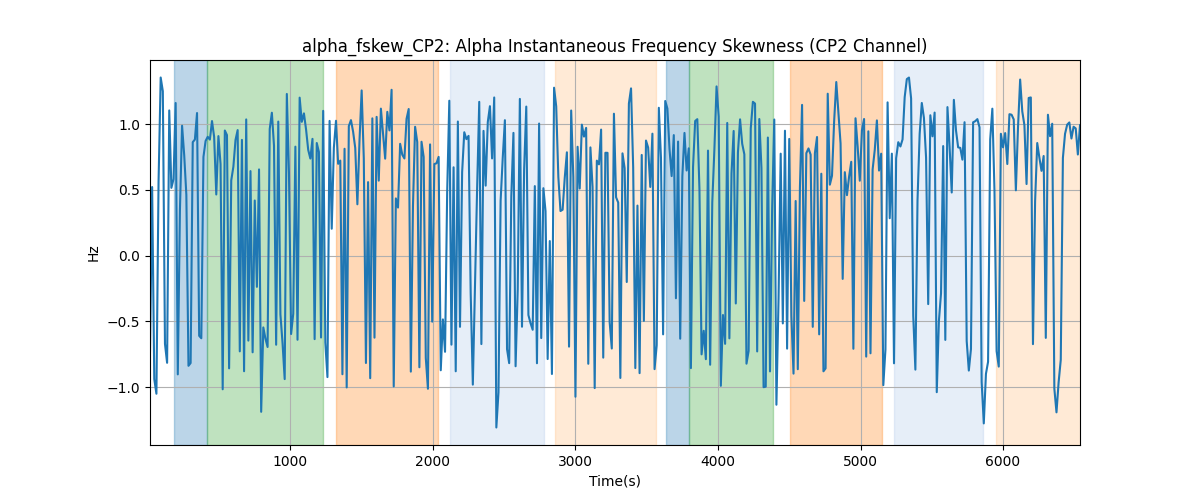 alpha_fskew_CP2: Alpha Instantaneous Frequency Skewness (CP2 Channel)
Hz
1.0
0.5
0.0
−0.5
−1.0
1000 2000 3000 4000 5000 6000
Time(s)